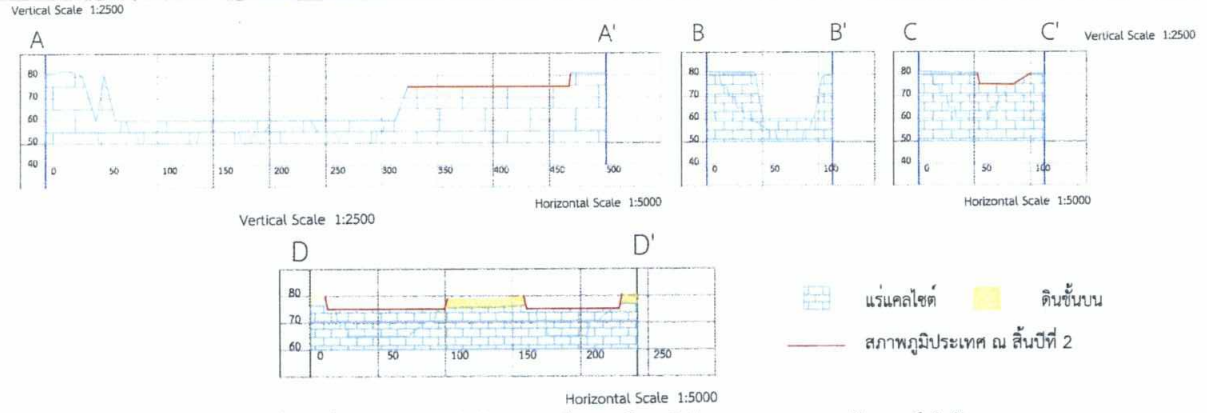 Vertical Scale 1:2500
A A' B B' C C' Vertical Scale 1:2500
80 80 80
70 70 70
60 60 60
50 50 50
40 0 50 100 150 200 250 300 350 400 450 500 40 0 50 100 40 0 50 100
Horizontal Scale 1:5000 Horizontal Scale 1:5000
Vertical Scale 1:2500
D D'
80 แร่แคลไซต์ ดินชั้นบน
70 สภาพภูมิประเทศ ณ สิ้นปีที่ 2
60 0 50 100 150 200 250
Horizontal Scale 1:5000